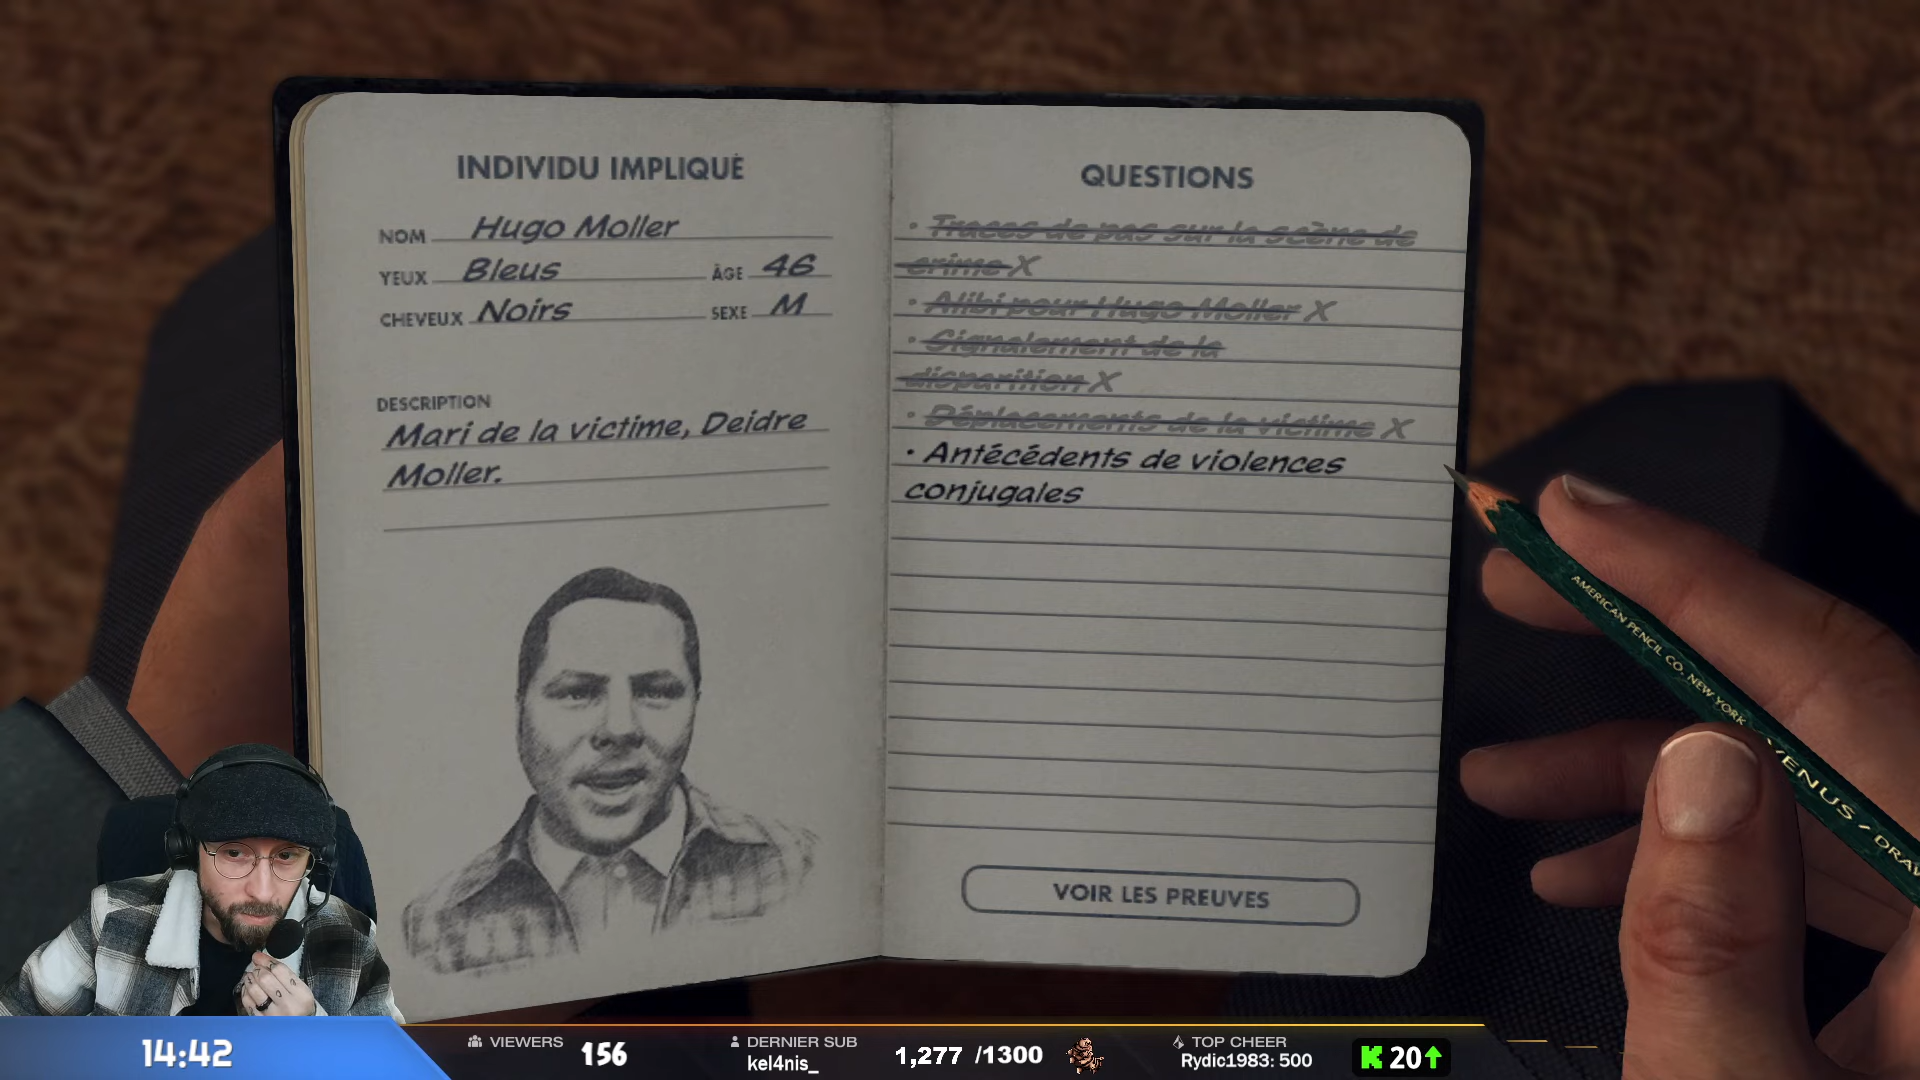 INDIVIDU IMPLIQUÉ
NOM Hugo Moller
YEUX Bleus ÂGE 46
CHEVEUX Noirs SEXE M
DESCRIPTION
Mari de la victime, Deidre
Moller.
QUESTIONS
• Traces de pas sur la scène de
crime X
• Alibi pour Hugo Moller X
• Signalement de la
disparition X
• Déplacements de la victime X
• Antécédents de violences
conjugales
VOIR LES PREUVES
AMERICAN PENCIL CO. NEW YORK
VENUS / DRAW
14:42
VIEWERS 156
DERNIER SUB
kel4nis_
1,277 /1300
TOP CHEER
Rydic1983: 500
K 20